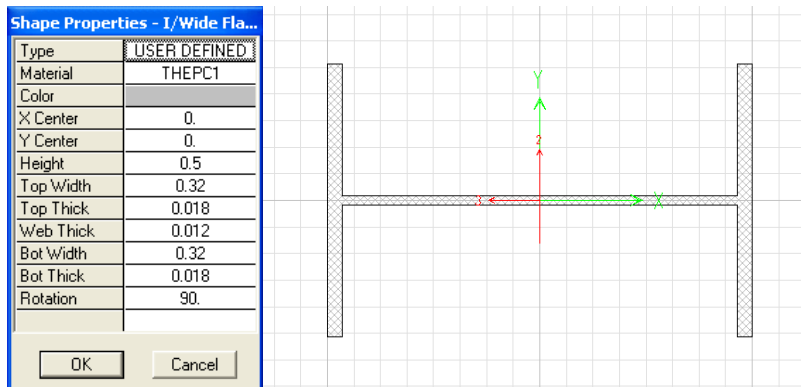 Shape Properties - I/Wide Fla...
Type USER DEFINED
Material THEPC1
Color
X Center 0.
Y Center 0.
Height 0.5
Top Width 0.32
Top Thick 0.018
Web Thick 0.012
Bot Width 0.32
Bot Thick 0.018
Rotation 90.
OK Cancel
Y
2
3 X